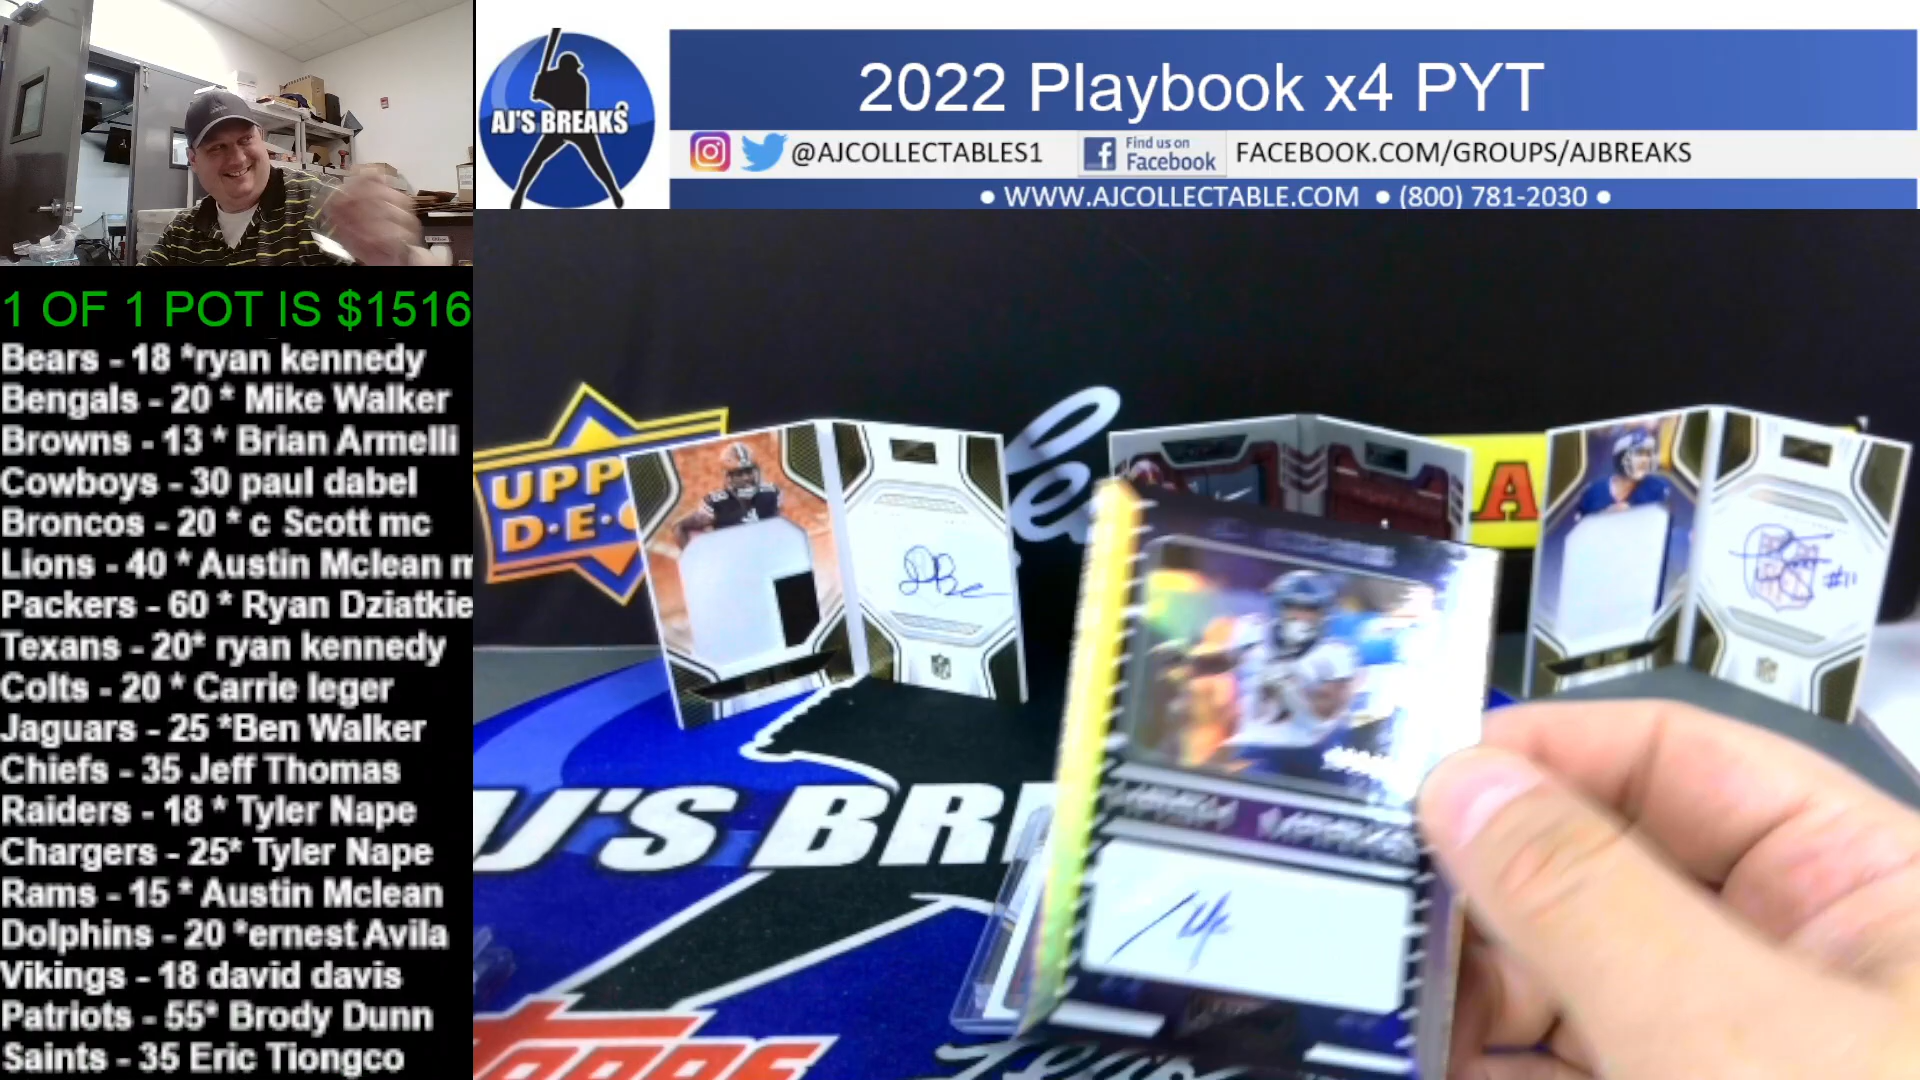 2022 Playbook x4 PYT
AJ'S BREAKS
@AJCOLLECTABLES1
Find us on
Facebook
FACEBOOK.COM/GROUPS/AJBREAKS
• WWW.AJCOLLECTABLE.COM • (800) 781-2030 •
1 OF 1 POT IS $1516
Bears - 18 *ryan kennedy
Bengals - 20 * Mike Walker
Browns - 13 * Brian Armelli
Cowboys - 30 paul dabel
Broncos - 20 * c Scott mc
Lions - 40 * Austin Mclean m
Packers - 60 * Ryan Dziatkie
Texans - 20* ryan kennedy
Colts - 20 * Carrie leger
Jaguars - 25 *Ben Walker
Chiefs - 35 Jeff Thomas
Raiders - 18 * Tyler Nape
Chargers - 25* Tyler Nape
Rams - 15 * Austin Mclean
Dolphins - 20 *ernest Avila
Vikings - 18 david davis
Patriots - 55* Brody Dunn
Saints - 35 Eric Tiongco
UPP
D·E·C
A
#11
AJ'S BRE
TOPPS